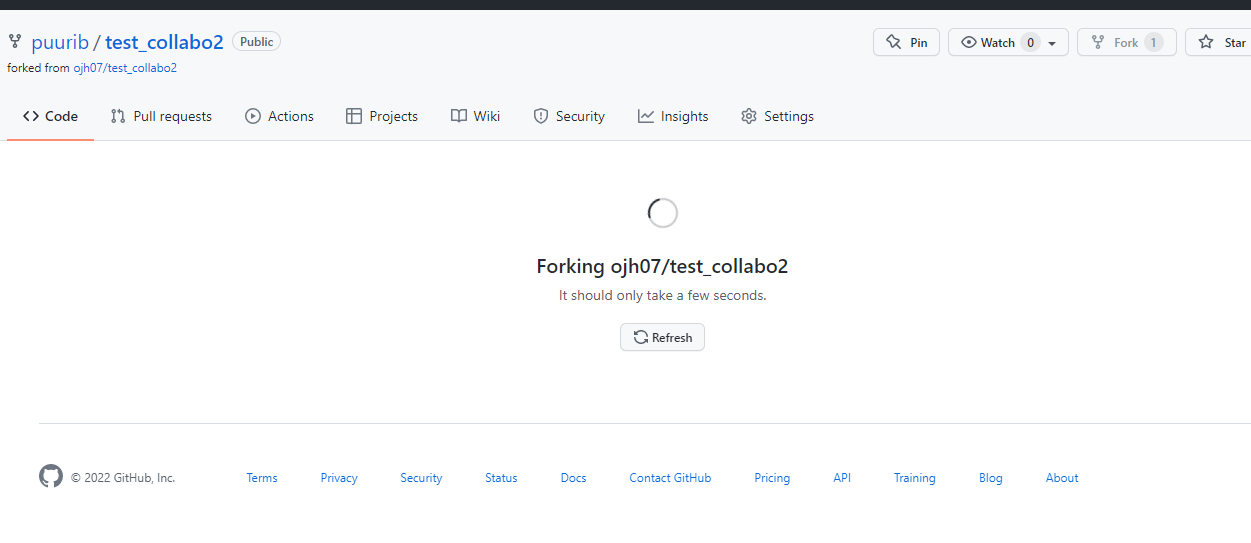 puurib / test_collabo2 Public Pin Watch 0 Fork 1 Star
forked from ojh07/test_collabo2
Code Pull requests Actions Projects Wiki Security Insights Settings
Forking ojh07/test_collabo2
It should only take a few seconds.
Refresh
© 2022 GitHub, Inc. Terms Privacy Security Status Docs Contact GitHub Pricing API Training Blog About